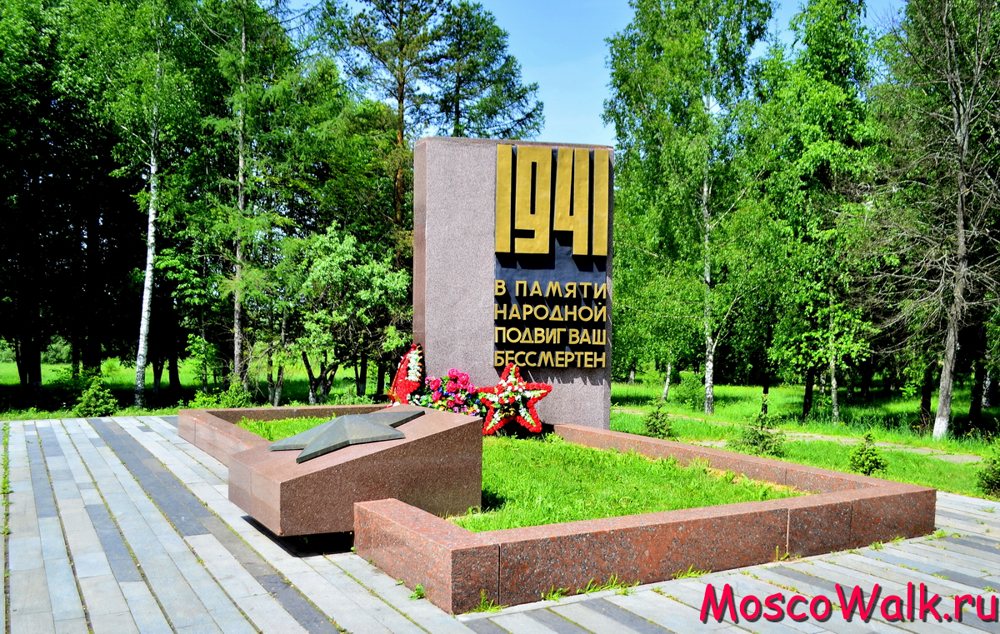 1941
В ПАМЯТИ
НАРОДНОЙ
ПОДВИГ ВАШ
БЕССМЕРТЕН
MoscoWalk.ru